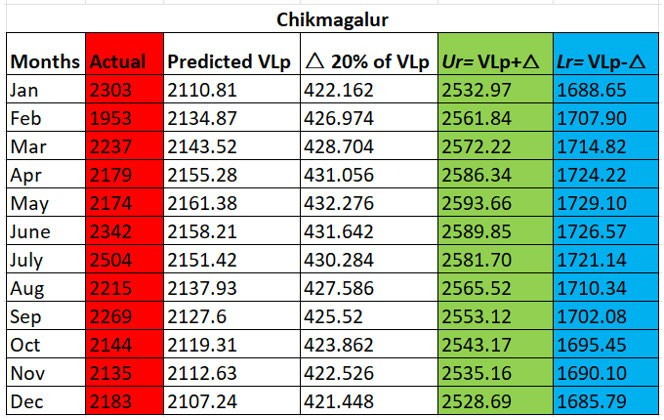 Chikmagalur
Months Actual Predicted VLp △ 20% of VLp Ur= VLp+△ Lr= VLp-△
Jan 2303 2110.81 422.162 2532.97 1688.65
Feb 1953 2134.87 426.974 2561.84 1707.90
Mar 2237 2143.52 428.704 2572.22 1714.82
Apr 2179 2155.28 431.056 2586.34 1724.22
May 2174 2161.38 432.276 2593.66 1729.10
June 2342 2158.21 431.642 2589.85 1726.57
July 2504 2151.42 430.284 2581.70 1721.14
Aug 2215 2137.93 427.586 2565.52 1710.34
Sep 2269 2127.6 425.52 2553.12 1702.08
Oct 2144 2119.31 423.862 2543.17 1695.45
Nov 2135 2112.63 422.526 2535.16 1690.10
Dec 2183 2107.24 421.448 2528.69 1685.79